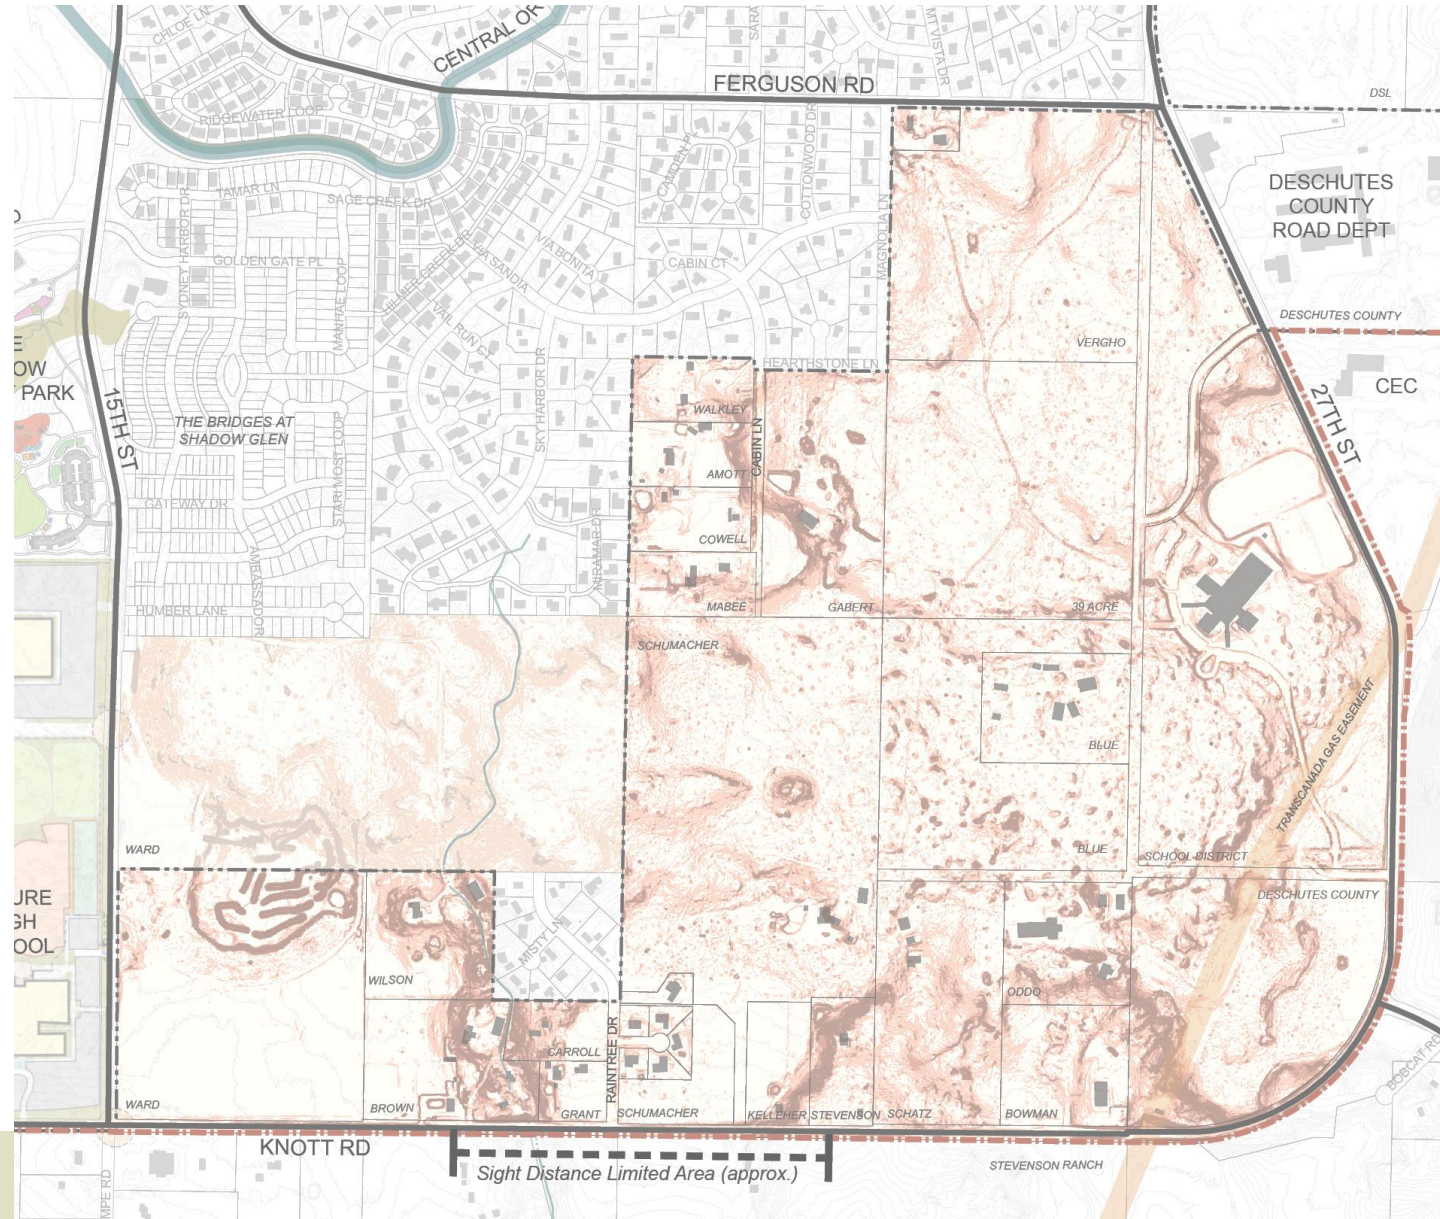 CHLOE LN
CENTRAL OR
SARA
M VISTA DR
FERGUSON RD
DSL
RIDGEWATER LOOP
CAMDEN PL
COTTONWOOD DR
DESCHUTES
COUNTY
ROAD DEPT
TAMAR LN
SAGE CREEK DR
SYDNEY HARBOR DR
VIA SANDIA
VIA BONITA
MAGNOLIA LN
GOLDEN GATE PL
CABIN CT
MANHAE LOOP
VAIL RUN CT
DESCHUTES COUNTY
VERGHO
OW
PARK
15TH ST
THE BRIDGES AT
SHADOW GLEN
SKY HARBOR DR
HEARTHSTONE LN
CEC
27TH ST
WALKLEY
CABIN LN
AMOTT
STARI MOST LOOP
GATEWAY DR
COWELL
MIRAMAR DR
AMBASSADOR
HUMBER LANE
MABEE
GABERT
39 ACRE
SCHUMACHER
BLUE
TRANSCANADA GAS EASEMENT
WARD
BLUE
SCHOOL DISTRICT
DESCHUTES COUNTY
URE
GH
OOL
MISTY LN
WILSON
ODDO
CARROLL
RAINTREE DR
BOBCAT RD
WARD
BROWN
GRANT
SCHUMACHER
KELLEHER
STEVENSON
SCHATZ
BOWMAN
KNOTT RD
Sight Distance Limited Area (approx.)
STEVENSON RANCH
MPE RD